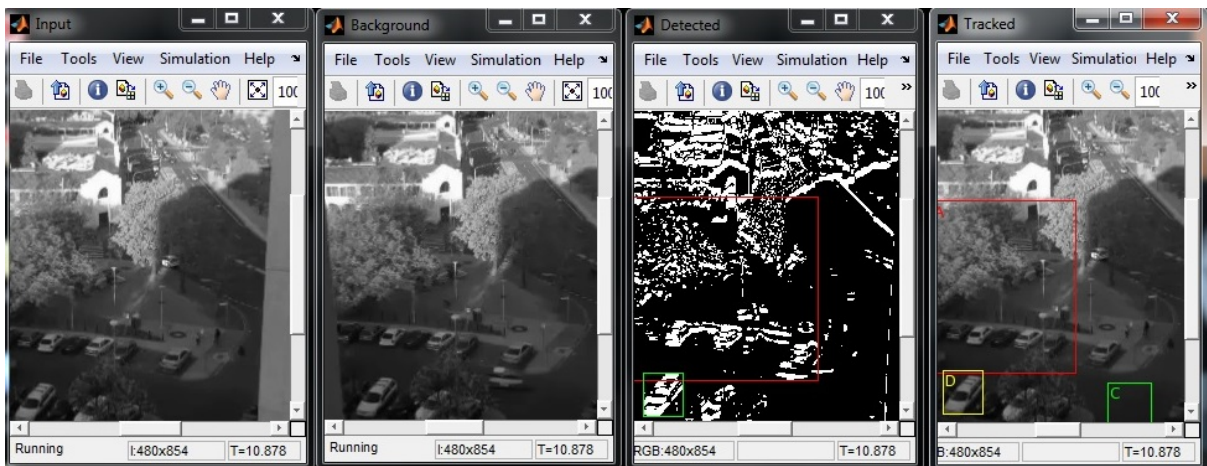 Input
File Tools View Simulation Help
100
Running I:480x854 T=10.878
Background
File Tools View Simulation Help
100
Running I:480x854 T=10.878
Detected
File Tools View Simulation Help
100 »
RGB:480x854 T=10.878
Tracked
File Tools View Simulation Help
100 »
A
D
C
B:480x854 T=10.878